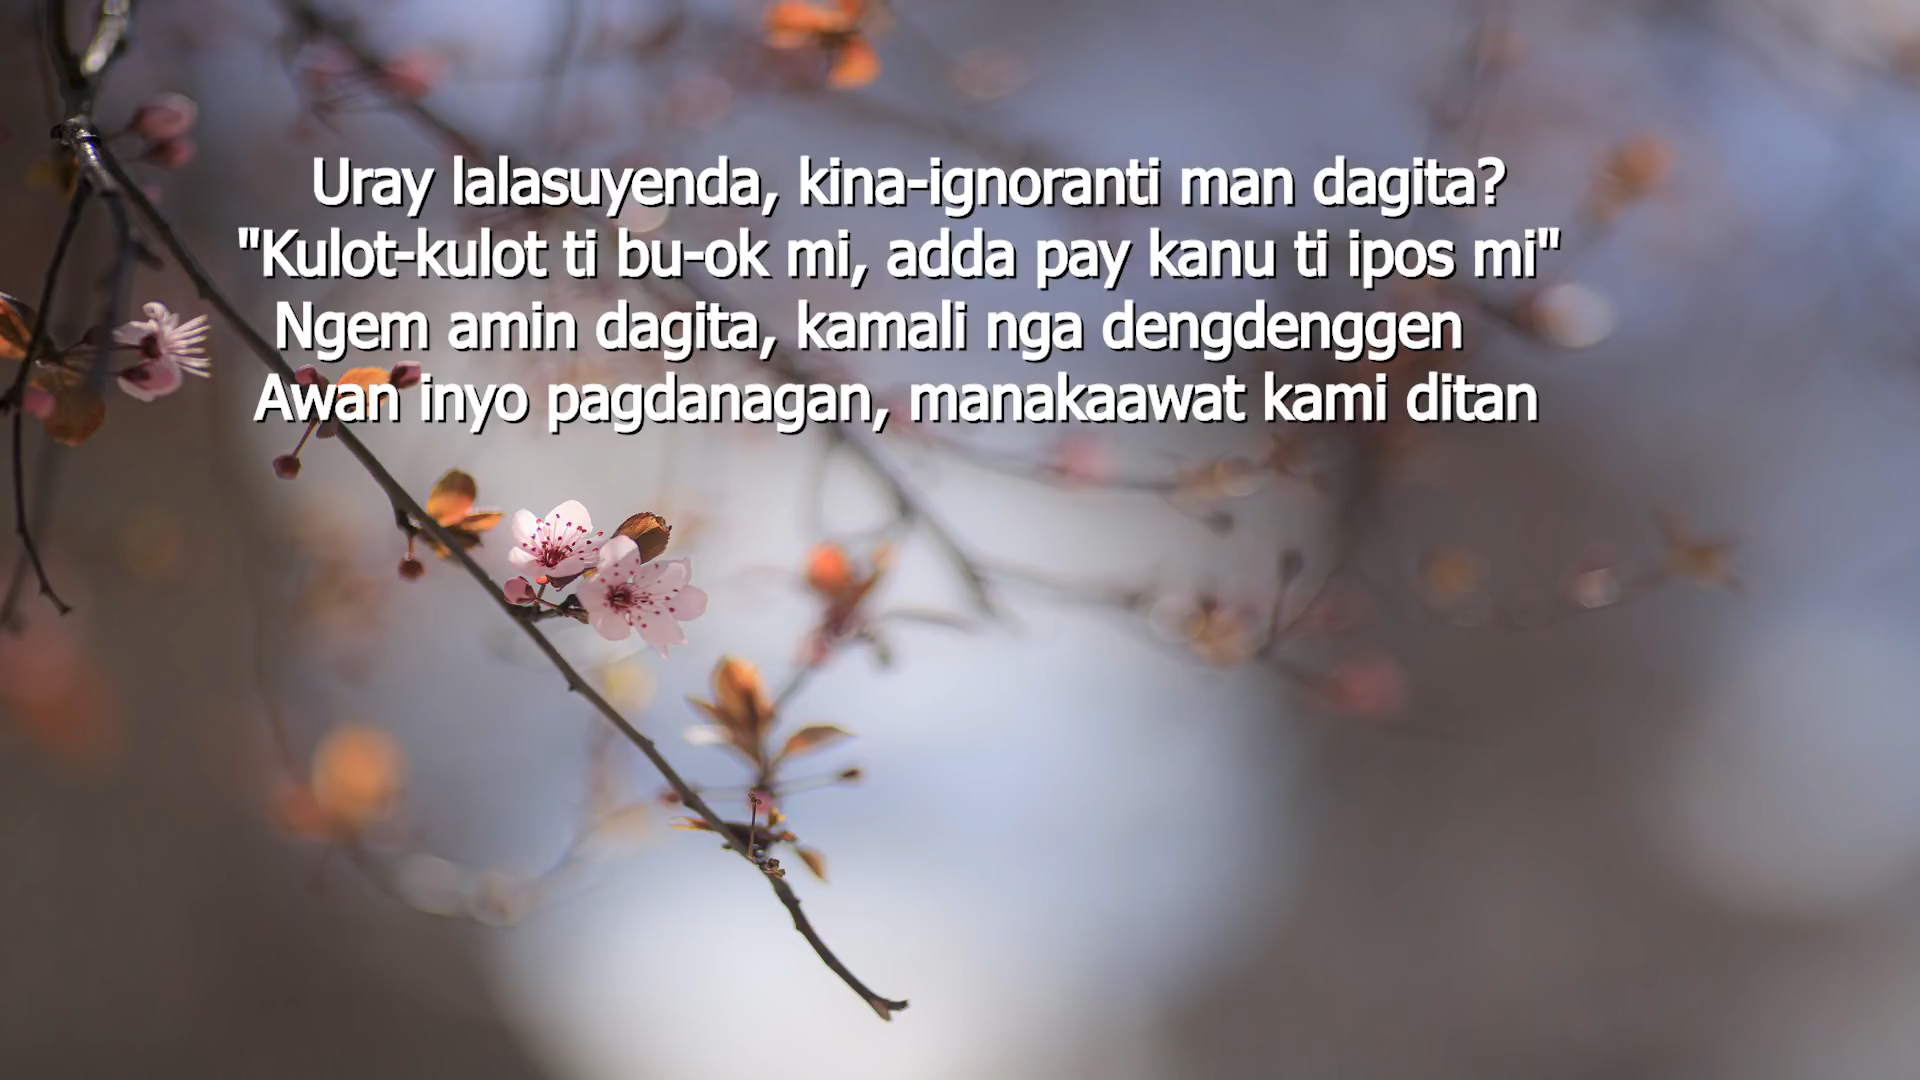 Uray lalasuyenda, kina-ignoranti man dagita?
"Kulot-kulot ti bu-ok mi, adda pay kanu ti ipos mi"
Ngem amin dagita, kamali nga dengdenggen
Awan inyo pagdanagan, manakaawat kami ditan